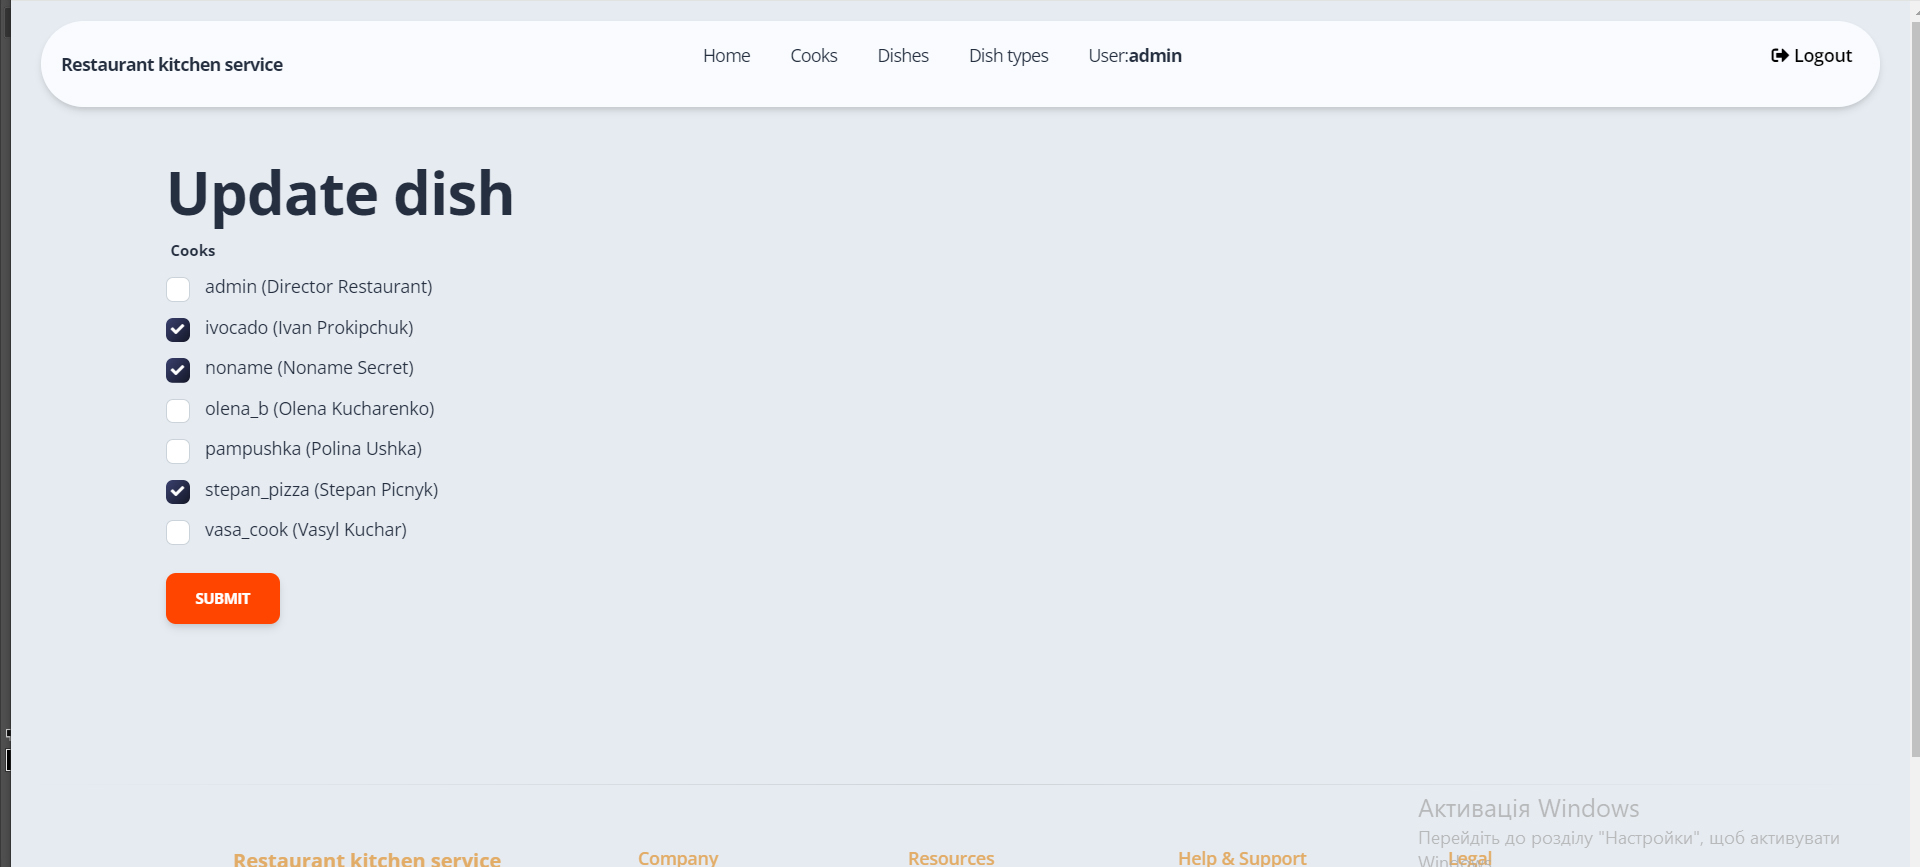 Restaurant kitchen service
Home Cooks Dishes Dish types User:admin
Logout
Update dish
Cooks
admin (Director Restaurant)
ivocado (Ivan Prokipchuk)
noname (Noname Secret)
olena_b (Olena Kucharenko)
pampushka (Polina Ushka)
stepan_pizza (Stepan Picnyk)
vasa_cook (Vasyl Kuchar)
SUBMIT
Активація Windows
Перейдіть до розділу "Настройки", щоб активувати
Windows.
Restaurant kitchen service
Company
Resources
Help & Support
Legal